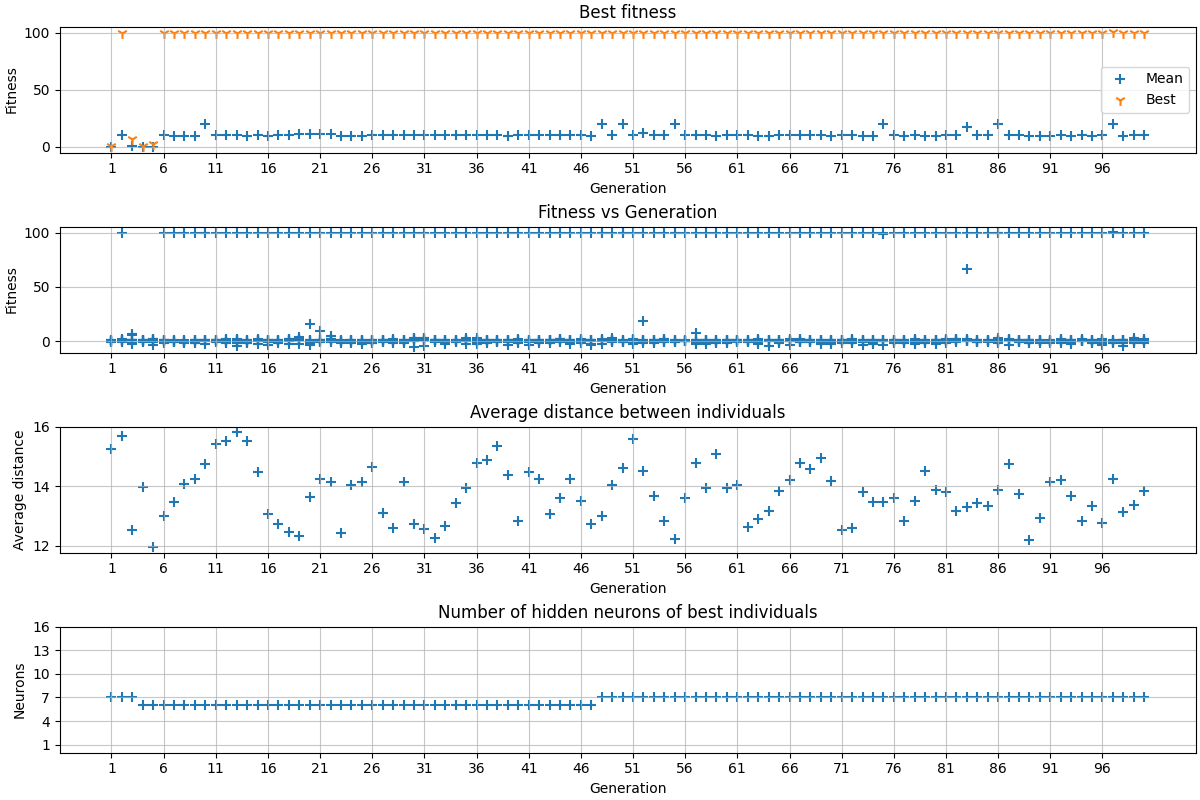 Best fitness
100
50
0
Fitness
Mean
Best
1 6 11 16 21 26 31 36 41 46 51 56 61 66 71 76 81 86 91 96
Generation
Fitness vs Generation
100
50
0
Fitness
1 6 11 16 21 26 31 36 41 46 51 56 61 66 71 76 81 86 91 96
Generation
Average distance between individuals
16
14
12
Average distance
1 6 11 16 21 26 31 36 41 46 51 56 61 66 71 76 81 86 91 96
Generation
Number of hidden neurons of best individuals
16
13
10
7
4
1
Neurons
1 6 11 16 21 26 31 36 41 46 51 56 61 66 71 76 81 86 91 96
Generation